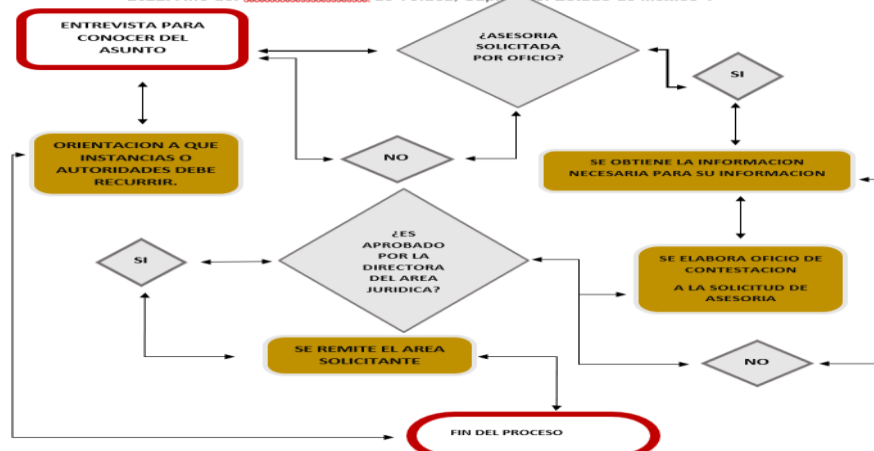 ENTREVISTA PARA
CONOCER DEL
ASUNTO
¿ASESORIA
SOLICITADA
POR OFICIO?
SI
NO
ORIENTACION A QUE
INSTANCIAS O
AUTORIDADES DEBE
RECURRIR.
SE OBTIENE LA INFORMACION
NECESARIA PARA SU INFORMACION
¿ES
APROBADO
POR LA
DIRECTORA
DEL AREA
JURIDICA?
SI
SE ELABORA OFICIO DE
CONTESTACION
A LA SOLICITUD DE
ASESORIA
SE REMITE EL AREA
SOLICITANTE
NO
FIN DEL PROCESO